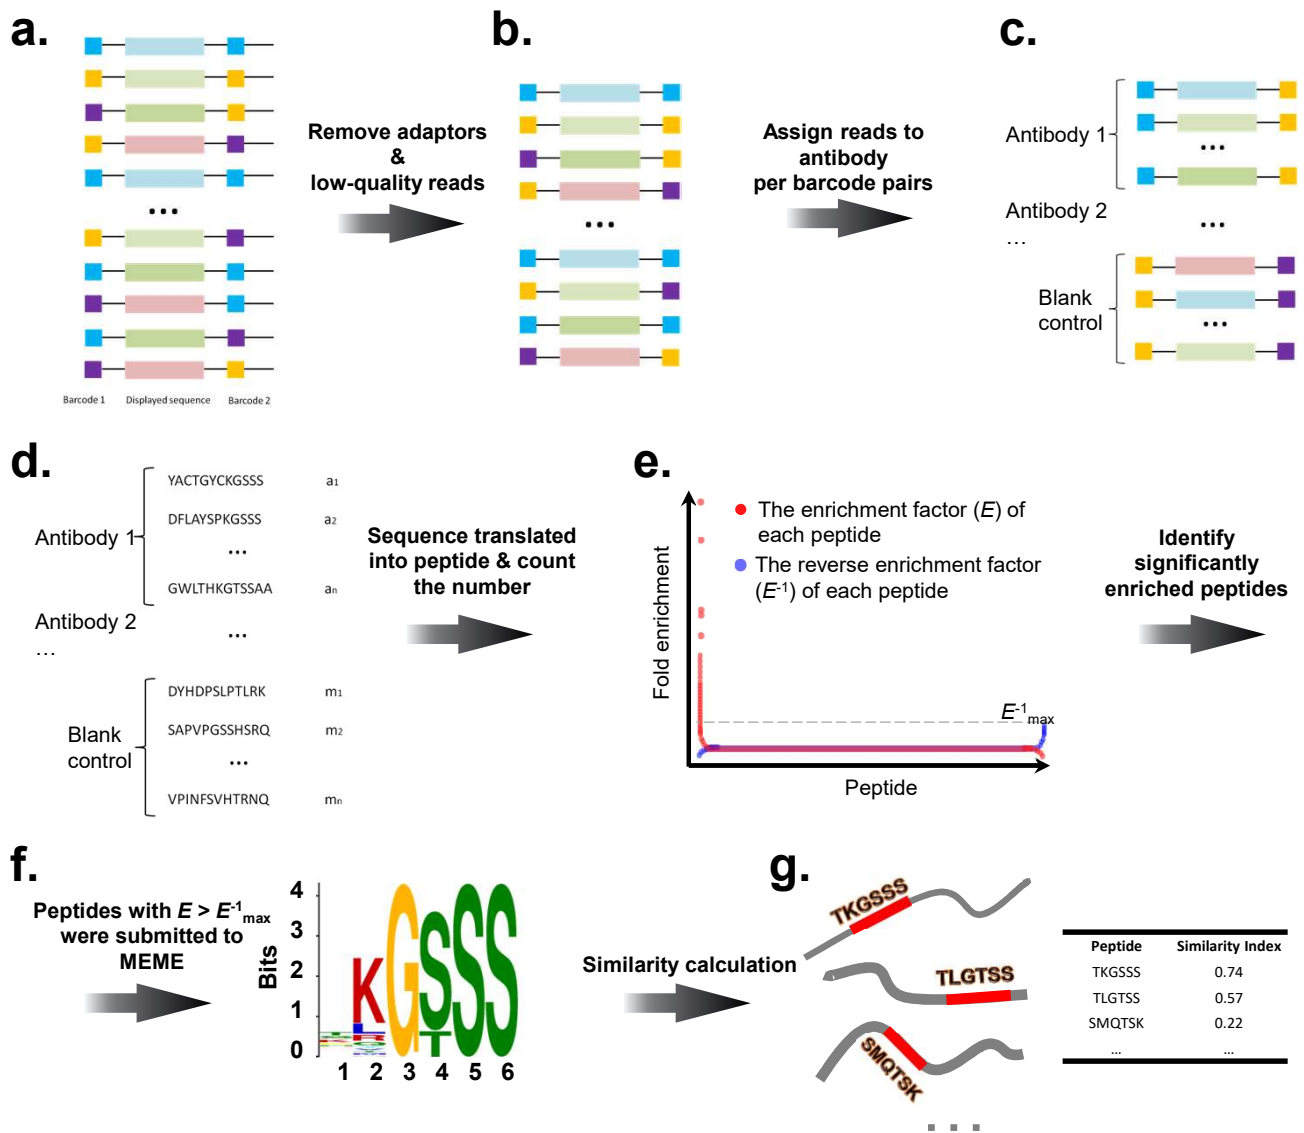 a.
Barcode 1 Displayed sequence Barcode 2
Remove adaptors
&
low-quality reads
b.
Assign reads to
antibody
per barcode pairs
c.
Antibody 1
...
Antibody 2
...
...
Blank
control
...
d.
Antibody 1
YACTGYCKGSSS a1
DFLAYSPKGSSS a2
...
GWLTHKGTSSAA an
Antibody 2
...
...
Blank
control
DYHDPSLPTLRK m1
SAPVPGSSHSRQ m2
...
VPINFSVHTRNQ mn
Sequence translated
into peptide & count
the number
e.
Fold enrichment
The enrichment factor (E) of
each peptide
The reverse enrichment factor
(E-1) of each peptide
E-1max
Peptide
Identify
significantly
enriched peptides
f.
Peptides with E > E-1max
were submitted to
MEME
Bits
4
3
2
1
0
K G S S S
T
1 2 3 4 5 6
Similarity calculation
g.
TKGSSS
TLGTSS
SMQTSK
...
Peptide Similarity Index
TKGSSS 0.74
TLGTSS 0.57
SMQTSK 0.22
... ...